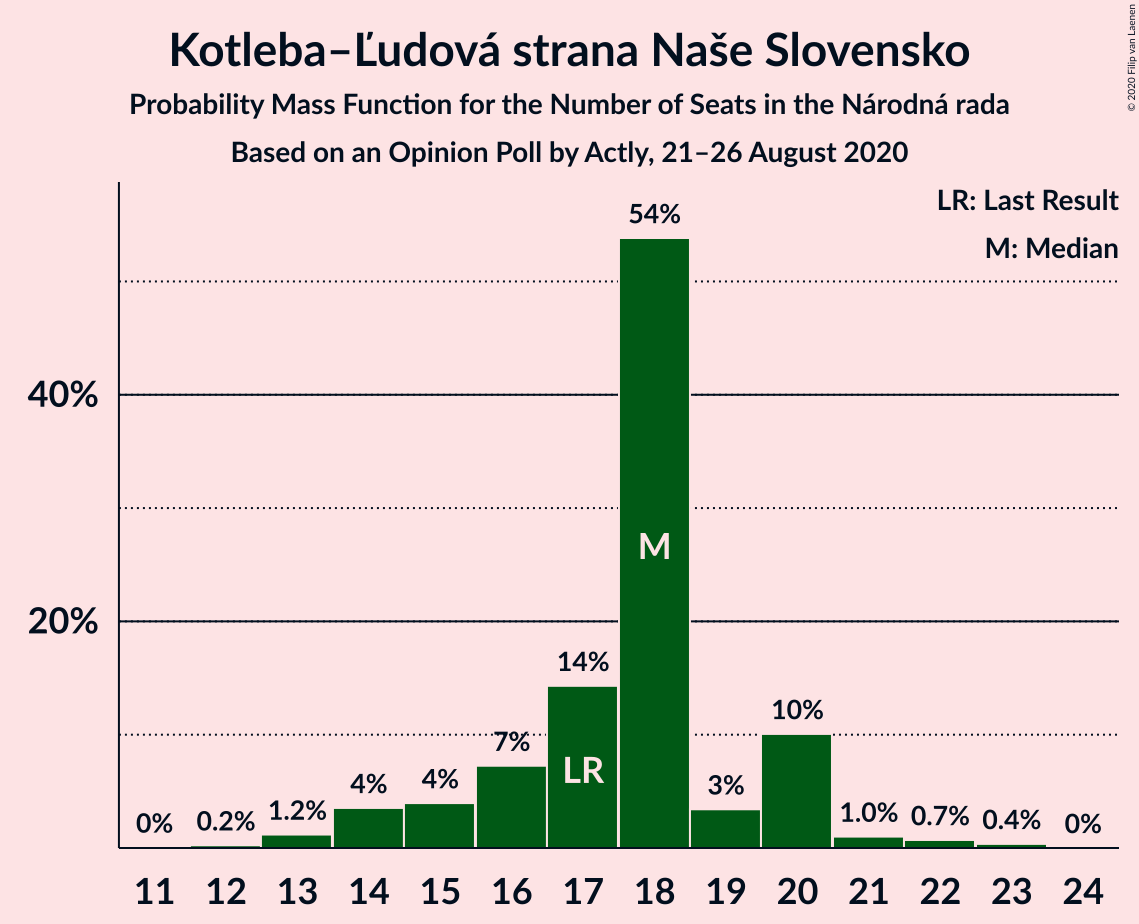 Kotleba–Ľudová strana Naše Slovensko
Probability Mass Function for the Number of Seats in the Národná rada
Based on an Opinion Poll by Actly, 21–26 August 2020
© 2020 Filip van Laenen
LR: Last Result
M: Median
40%
20%
0% 0.2% 1.2% 4% 4% 7% 14% 54% 3% 10% 1.0% 0.7% 0.4% 0%
LR
M
11 12 13 14 15 16 17 18 19 20 21 22 23 24